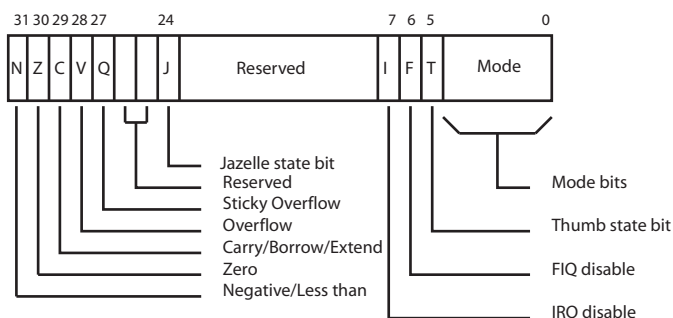 31 30 29 28 27 24 7 6 5 0
N Z C V Q J Reserved I F T Mode
Jazelle state bit
Reserved
Sticky Overflow
Overflow
Carry/Borrow/Extend
Zero
Negative/Less than
Mode bits
Thumb state bit
FIQ disable
IRQ disable